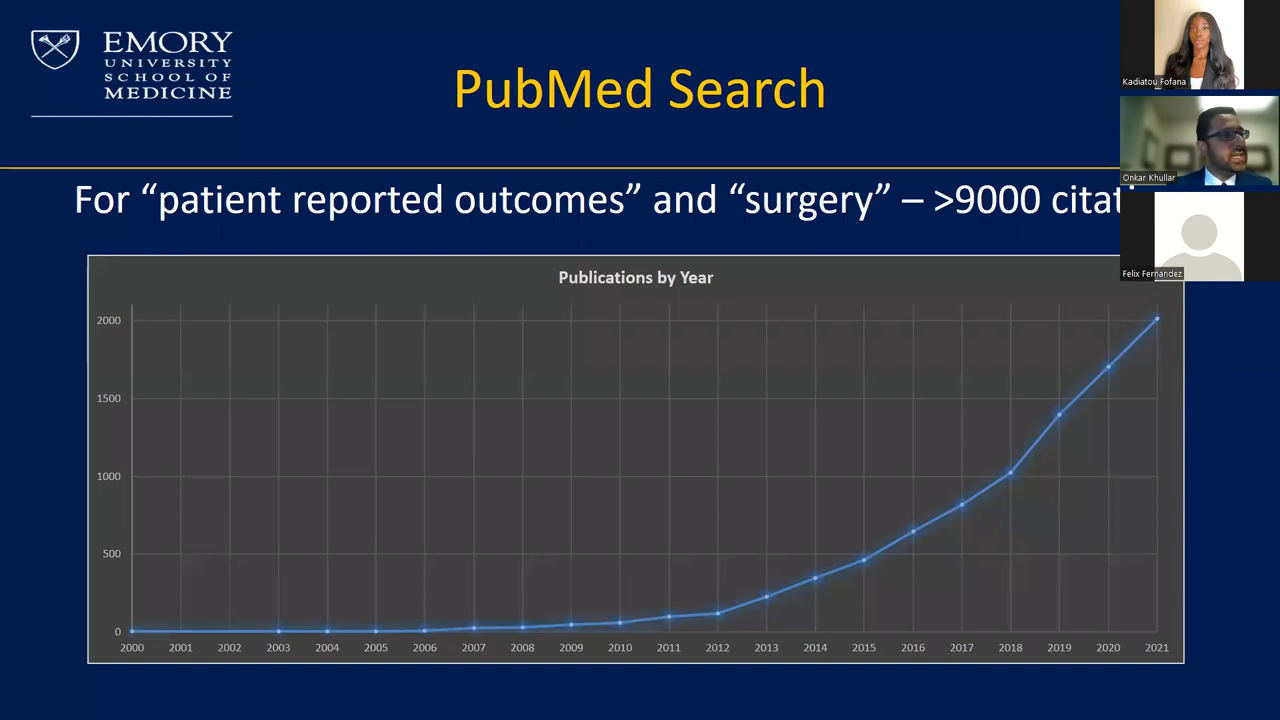 EMORY
UNIVERSITY
SCHOOL OF
MEDICINE
PubMed Search
For “patient reported outcomes” and “surgery” – >9000
Publications by Year
2000
1500
1000
500
0
2000 2001 2002 2003 2004 2005 2006 2007 2008 2009 2010 2011 2012 2013 2014 2015 2016 2017 2018 2019 2020 2021
Kadiatou Fofana
Onkar Khullar
Felix Fernandez